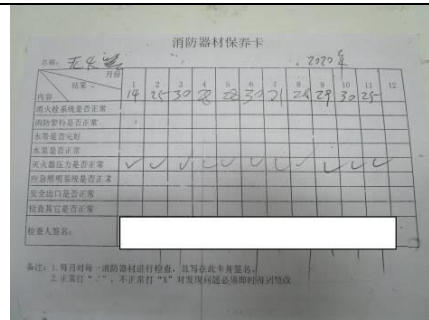 消防器材保养卡
名称: 灭火器 2020年
月份
结果
内容
1 2 3 4 5 6 7 8 9 10 11 12
14 25 30 28 28 30 21 26 29 30 25
消火栓系统是否正常
消防警铃是否正常
水带是否完好
水泵是否正常
灭火器压力是否正常 ✓ ✓ ✓ ✓ ✓ ✓ ✓ ✓ ✓ ✓ ✓
应急照明系统是否正常
安全出口是否正常
检查其它是否正常
检查人签名:
备注: 1.每月对每一消防器材进行检查，且写在此卡并签名。
2.正常打“√”，不正常打“X”对发现问题必须即时得到整改